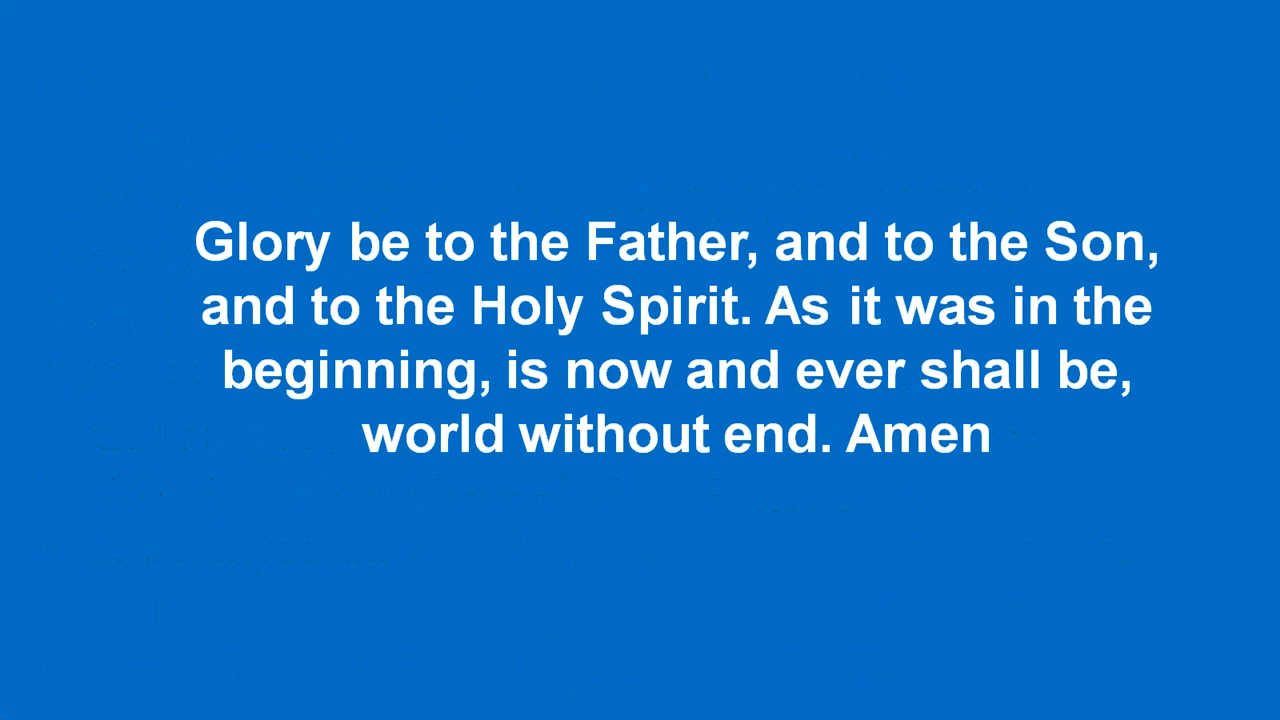 Glory be to the Father, and to the Son,
and to the Holy Spirit. As it was in the
beginning, is now and ever shall be,
world without end. Amen